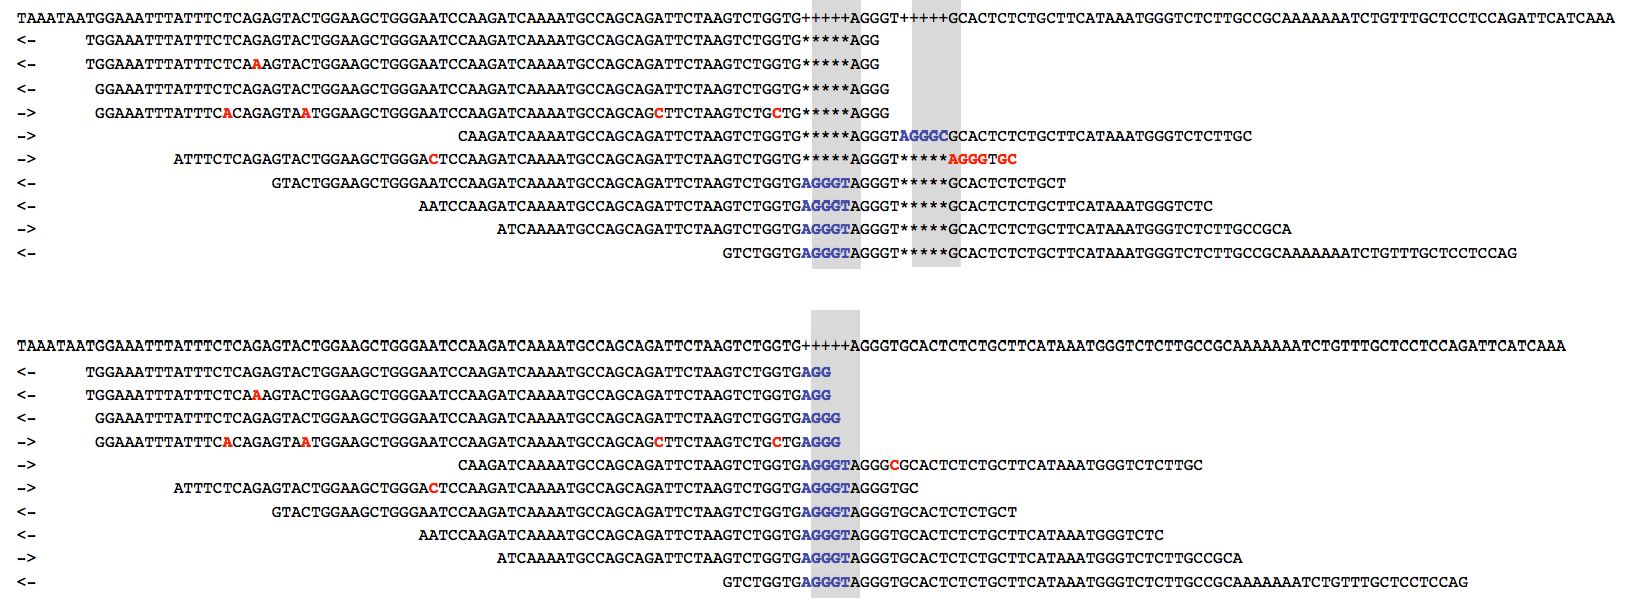 TAAATAATGGAAATTTATTTCTCAGAGTACTGGAAGCTGGGAATCCAAGATCAAAATGCCAGCAGATTCTAAGTCTGGTG+++++AGGGT+++++GCACTCTCTGCTTCATAAATGGGTCTCTTGCCGCAAAAAAATCTGTTTGCTCCTCCAGATTCATCAAA
<- TGGAAATTTATTTCTCAGAGTACTGGAAGCTGGGAATCCAAGATCAAAATGCCAGCAGATTCTAAGTCTGGTG*****AGG
<- TGGAAATTTATTTCTCAAAGTACTGGAAGCTGGGAATCCAAGATCAAAATGCCAGCAGATTCTAAGTCTGGTG*****AGG
<- GGAAATTTATTTCTCAGAGTACTGGAAGCTGGGAATCCAAGATCAAAATGCCAGCAGATTCTAAGTCTGGTG*****AGGG
-> GGAAATTTATTTCACAGAGTAATGGAAGCTGGGAATCCAAGATCAAAATGCCAGCAGCTTCTAAGTCTGCTG*****AGGG
-> CAAGATCAAAATGCCAGCAGATTCTAAGTCTGGTG*****AGGGTAGGGCGCACTCTCTGCTTCATAAATGGGTCTCTTGC
-> ATTTCTCAGAGTACTGGAAGCTGGGACTCCAAGATCAAAATGCCAGCAGATTCTAAGTCTGGTG*****AGGGT*****AGGGTGC
<- GTACTGGAAGCTGGGAATCCAAGATCAAAATGCCAGCAGATTCTAAGTCTGGTGAGGGTAGGGT*****GCACTCTCTGCT
<- AATCCAAGATCAAAATGCCAGCAGATTCTAAGTCTGGTGAGGGTAGGGT*****GCACTCTCTGCTTCATAAATGGGTCTC
-> ATCAAAATGCCAGCAGATTCTAAGTCTGGTGAGGGTAGGGT*****GCACTCTCTGCTTCATAAATGGGTCTCTTGCCGCA
<- GTCTGGTGAGGGTAGGGT*****GCACTCTCTGCTTCATAAATGGGTCTCTTGCCGCAAAAAAATCTGTTTGCTCCTCCAG
TAAATAATGGAAATTTATTTCTCAGAGTACTGGAAGCTGGGAATCCAAGATCAAAATGCCAGCAGATTCTAAGTCTGGTG+++++AGGGTGCACTCTCTGCTTCATAAATGGGTCTCTTGCCGCAAAAAAATCTGTTTGCTCCTCCAGATTCATCAAA
<- TGGAAATTTATTTCTCAGAGTACTGGAAGCTGGGAATCCAAGATCAAAATGCCAGCAGATTCTAAGTCTGGTGAGG
<- TGGAAATTTATTTCTCAAAGTACTGGAAGCTGGGAATCCAAGATCAAAATGCCAGCAGATTCTAAGTCTGGTGAGG
<- GGAAATTTATTTCTCAGAGTACTGGAAGCTGGGAATCCAAGATCAAAATGCCAGCAGATTCTAAGTCTGGTGAGGG
-> GGAAATTTATTTCACAGAGTAATGGAAGCTGGGAATCCAAGATCAAAATGCCAGCAGCTTCTAAGTCTGCTGAGGG
-> CAAGATCAAAATGCCAGCAGATTCTAAGTCTGGTGAGGGTAGGGCGCACTCTCTGCTTCATAAATGGGTCTCTTGC
-> ATTTCTCAGAGTACTGGAAGCTGGGACTCCAAGATCAAAATGCCAGCAGATTCTAAGTCTGGTGAGGGTAGGGTGC
<- GTACTGGAAGCTGGGAATCCAAGATCAAAATGCCAGCAGATTCTAAGTCTGGTGAGGGTAGGGTGCACTCTCTGCT
<- AATCCAAGATCAAAATGCCAGCAGATTCTAAGTCTGGTGAGGGTAGGGTGCACTCTCTGCTTCATAAATGGGTCTC
-> ATCAAAATGCCAGCAGATTCTAAGTCTGGTGAGGGTAGGGTGCACTCTCTGCTTCATAAATGGGTCTCTTGCCGCA
<- GTCTGGTGAGGGTAGGGTGCACTCTCTGCTTCATAAATGGGTCTCTTGCCGCAAAAAAATCTGTTTGCTCCTCCAG